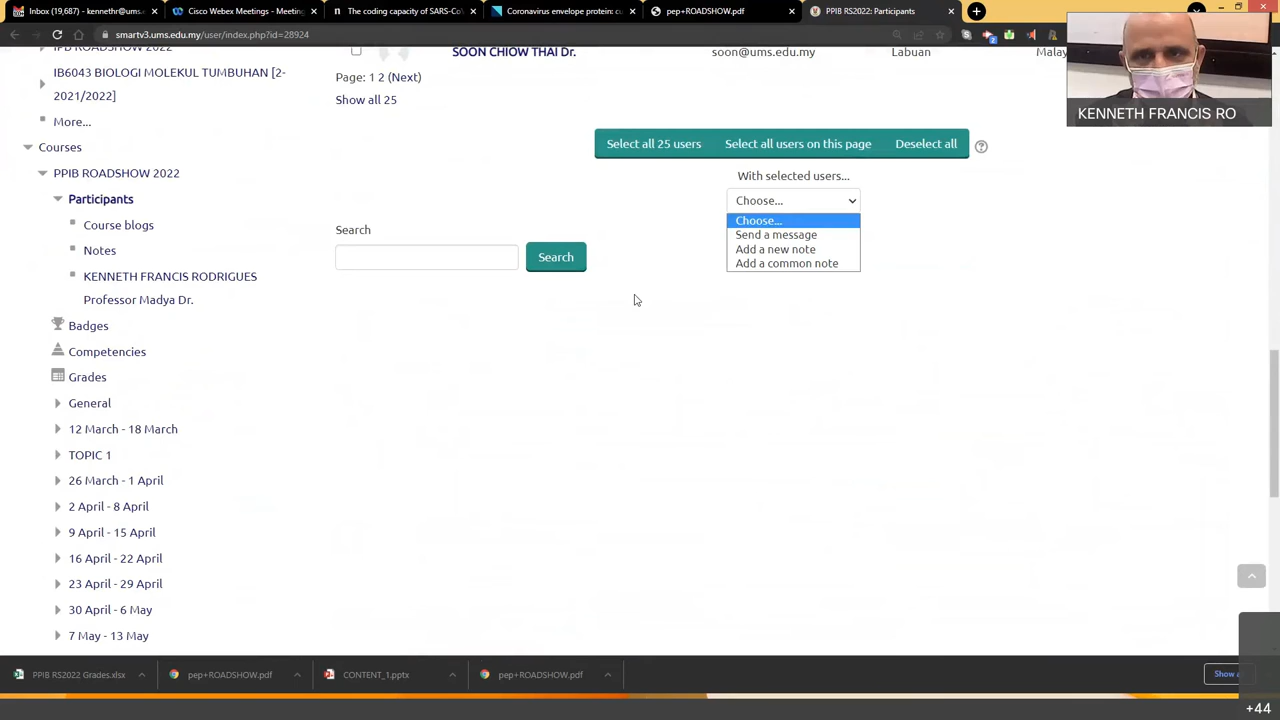 Inbox (19,687) - kennethr@ums.e
Cisco Webex Meetings - Meeting
The coding capacity of SARS-CoV
Coronavirus envelope protein: cu
pep+ROADSHOW.pdf
PPIB RS2022: Participants
smartv3.ums.edu.my/user/index.php?id=28924
IPB ROADSHOW 2022
IB6043 BIOLOGI MOLEKUL TUMBUHAN [2-
2021/2022]
More...
Courses
PPIB ROADSHOW 2022
Participants
Course blogs
Notes
KENNETH FRANCIS RODRIGUES
Professor Madya Dr.
Badges
Competencies
Grades
General
12 March - 18 March
TOPIC 1
26 March - 1 April
2 April - 8 April
9 April - 15 April
16 April - 22 April
23 April - 29 April
30 April - 6 May
7 May - 13 May
SOON CHIOW THAI Dr. soon@ums.edu.my Labuan Malay
Page: 1 2 (Next)
Show all 25
Select all 25 users Select all users on this page Deselect all
With selected users...
Choose...
Choose...
Send a message
Add a new note
Add a common note
Search
Search
KENNETH FRANCIS RO
PPIB RS2022 Grades.xlsx pep+ROADSHOW.pdf CONTENT_1.pptx pep+ROADSHOW.pdf Show a
+44